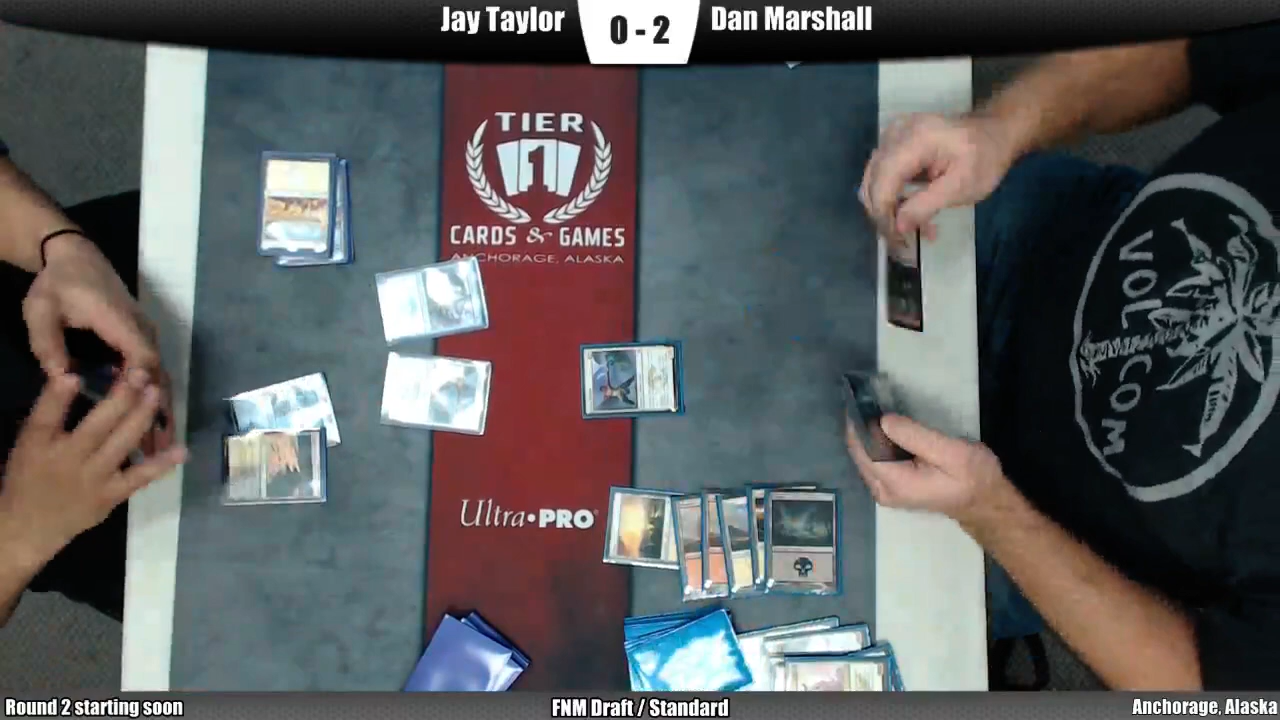 Jay Taylor
0 - 2
Dan Marshall
TIER
1
CARDS & GAMES
ANCHORAGE, ALASKA
Ultra•PRO
VOLCOM
Round 2 starting soon
FNM Draft / Standard
Anchorage, Alaska